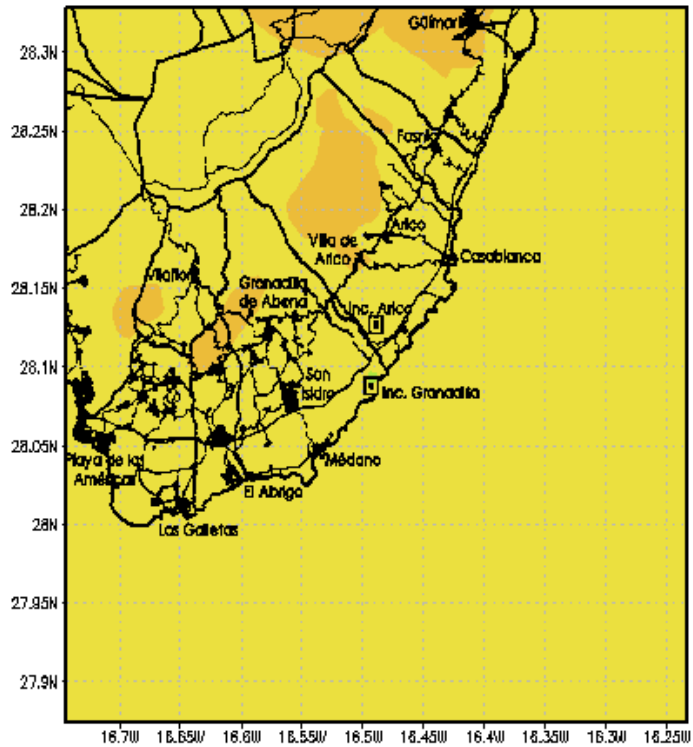 Güímar
28.3N
28.25N
Fasnia
28.2N
Arico
Villa de
Arico
Casablanca
28.15N
Vilaflor
Granadilla
de Abona
Inc. Arico
28.1N
San
Isidro
Inc. Granadilla
28.05N
Playa de las
Américas
Médano
El Abrigo
28N
Las Galletas
27.95N
27.9N
16.7W 16.65W 16.6W 16.55W 16.5W 16.45W 16.4W 16.35W 16.3W 16.25W